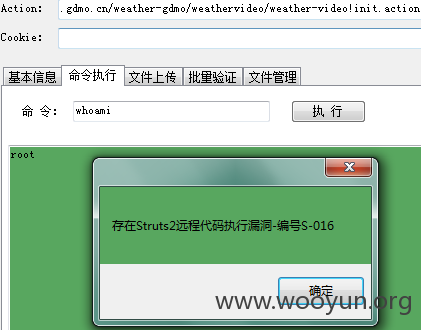 Action: .gdmo.cn/weather-gdmo/weathervideo/weather-video!init.action
Cookie:
基本信息 命令执行 文件上传 批量验证 文件管理
命 令: whoami 执 行
root
存在Struts2远程代码执行漏洞-编号S-016
确定
www.wooyun.org